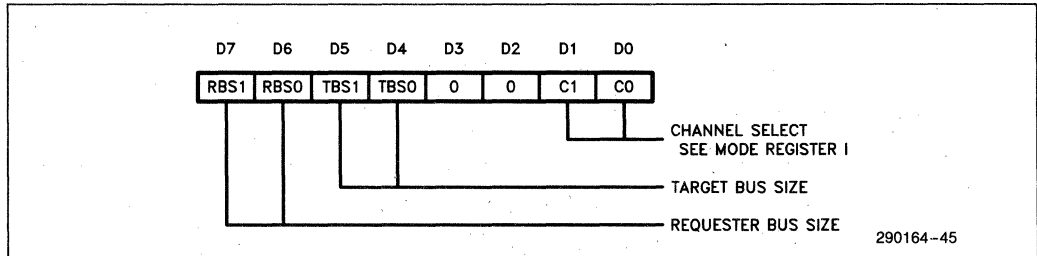 D7 D6 D5 D4 D3 D2 D1 D0
RBS1 RBS0 TBS1 TBS0 0 0 C1 C0
CHANNEL SELECT
SEE MODE REGISTER I
TARGET BUS SIZE
REQUESTER BUS SIZE
290164-45